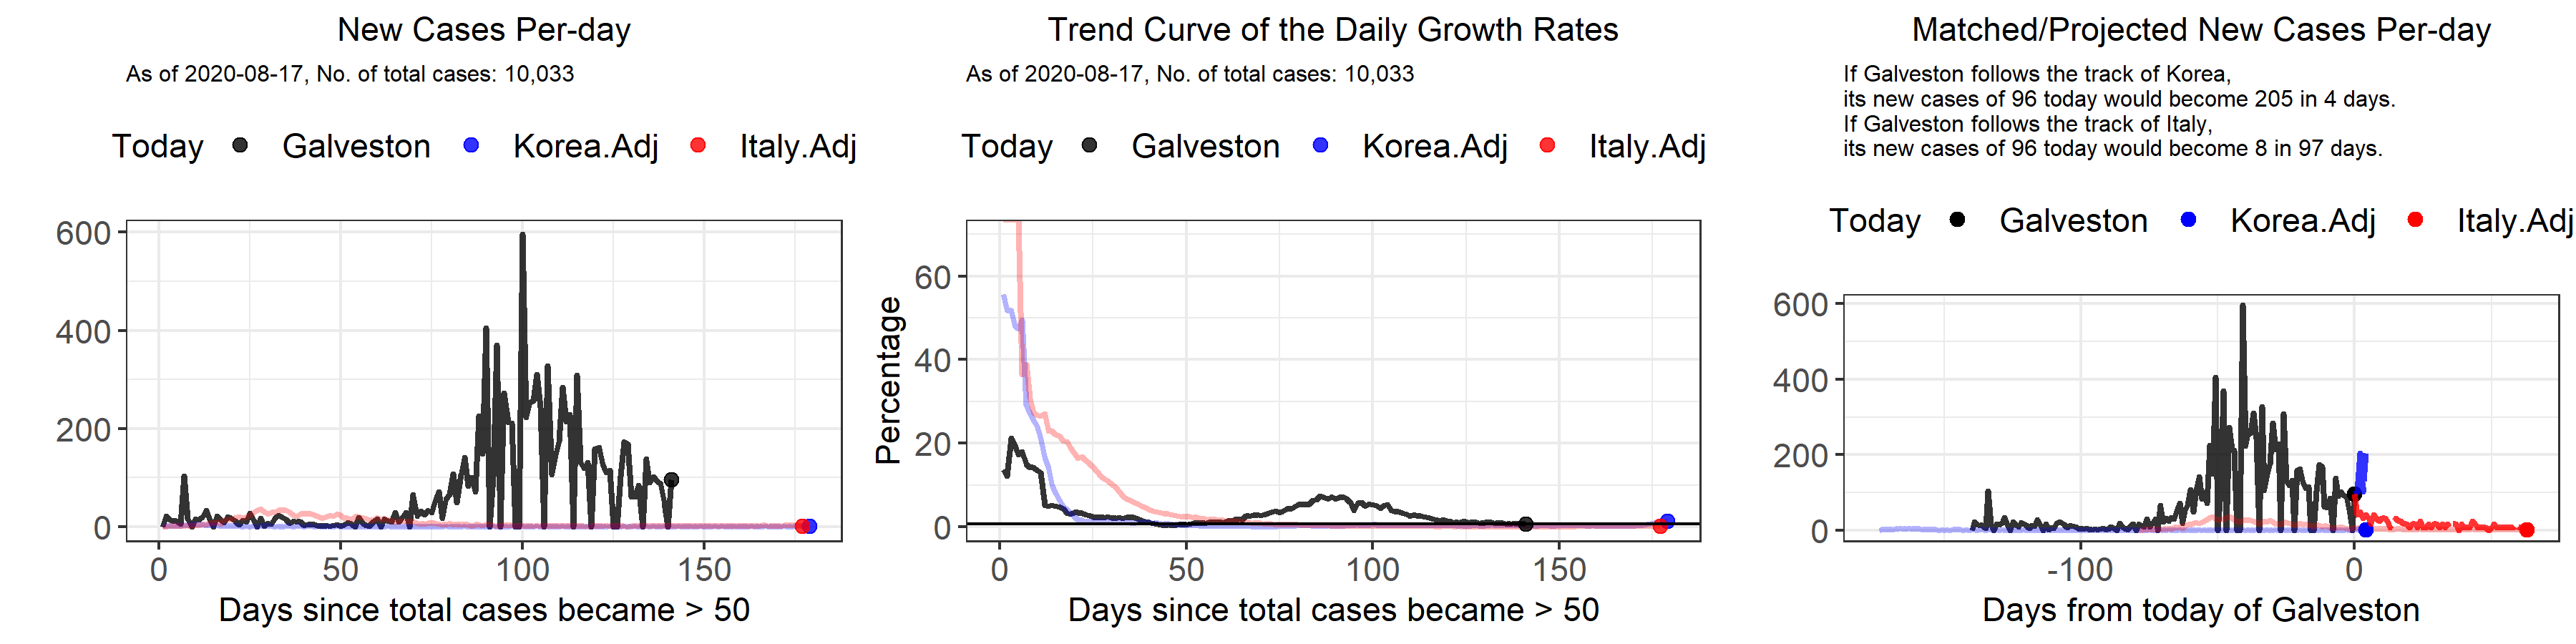 New Cases Per-day
As of 2020-08-17, No. of total cases: 10,033
Today Galveston Korea.Adj Italy.Adj
600
400
200
0
0 50 100 150
Days since total cases became > 50
Trend Curve of the Daily Growth Rates
As of 2020-08-17, No. of total cases: 10,033
Today Galveston Korea.Adj Italy.Adj
Percentage
60
40
20
0
0 50 100 150
Days since total cases became > 50
Matched/Projected New Cases Per-day
If Galveston follows the track of Korea,
its new cases of 96 today would become 205 in 4 days.
If Galveston follows the track of Italy,
its new cases of 96 today would become 8 in 97 days.
Today Galveston Korea.Adj Italy.Adj
600
400
200
0
-100 0
Days from today of Galveston